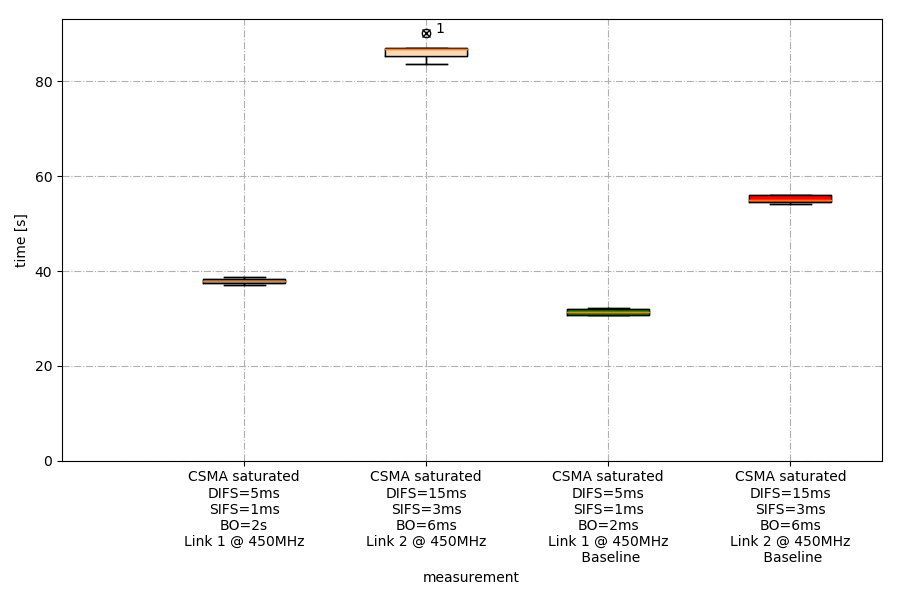 1
80
60
40
20
0
time [s]
CSMA saturated
DIFS=5ms
SIFS=1ms
BO=2s
Link 1 @ 450MHz
CSMA saturated
DIFS=15ms
SIFS=3ms
BO=6ms
Link 2 @ 450MHz
CSMA saturated
DIFS=5ms
SIFS=1ms
BO=2ms
Link 1 @ 450MHz
Baseline
CSMA saturated
DIFS=15ms
SIFS=3ms
BO=6ms
Link 2 @ 450MHz
Baseline
measurement